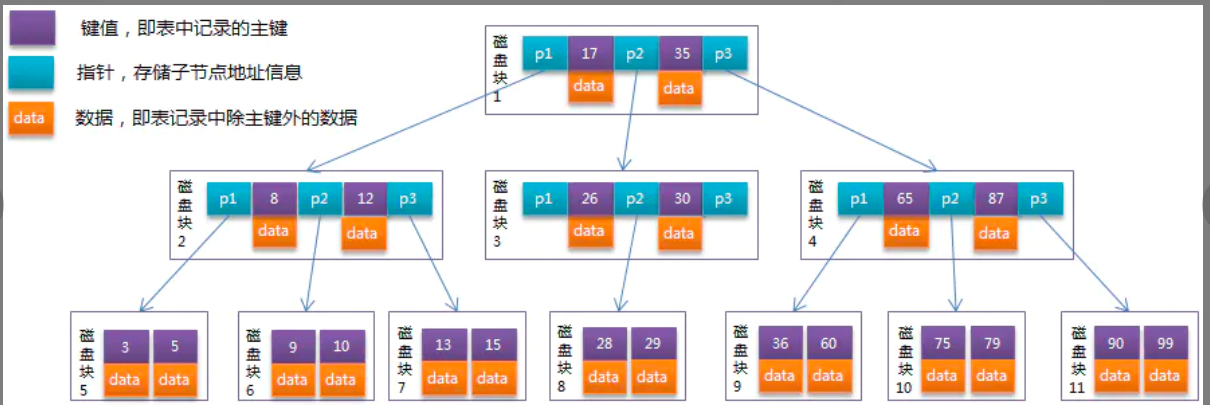 键值，即表中记录的主键
指针，存储子节点地址信息
data 数据，即表记录中除主键外的数据
磁盘块1
p1 17 p2 35 p3
data data
磁盘块2
p1 8 p2 12 p3
data data
磁盘块3
p1 26 p2 30 p3
data data
磁盘块4
p1 65 p2 87 p3
data data
磁盘块5
3 5
data data
磁盘块6
9 10
data data
磁盘块7
13 15
data data
磁盘块8
28 29
data data
磁盘块9
36 60
data data
磁盘块10
75 79
data data
磁盘块11
90 99
data data